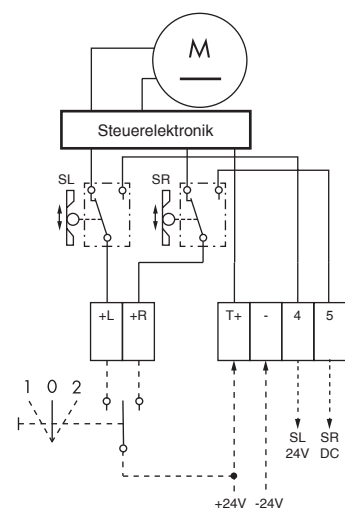 M
Steuerelektronik
SL SR
+L +R T+ - 4 5
1 0 2
SL SR
24V DC
+24V -24V